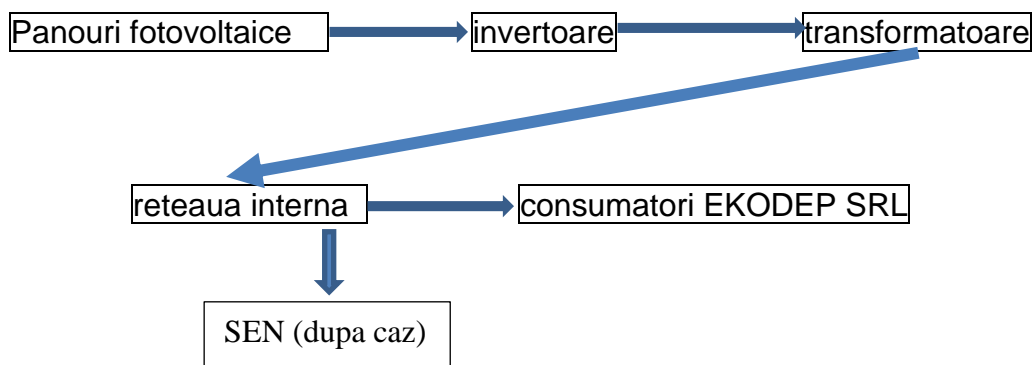 Panouri fotovoltaice
invertoare
transformatoare
reteaua interna
consumatori EKODEP SRL
SEN (dupa caz)